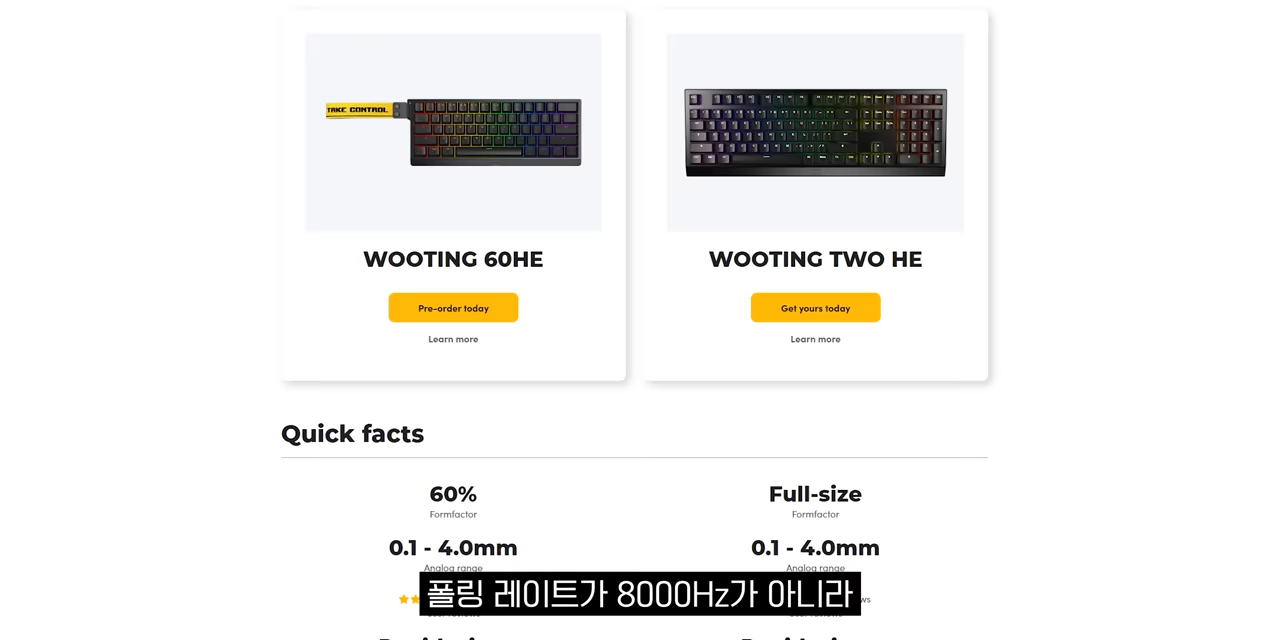 TAKE CONTROL
WOOTING 60HE
WOOTING TWO HE
Pre-order today
Get yours today
Learn more
Learn more
Quick facts
60%
Full-size
Formfactor
Formfactor
0.1 - 4.0mm
0.1 - 4.0mm
Analog range
Analog range
폴링 레이트가 8000Hz가 아니라